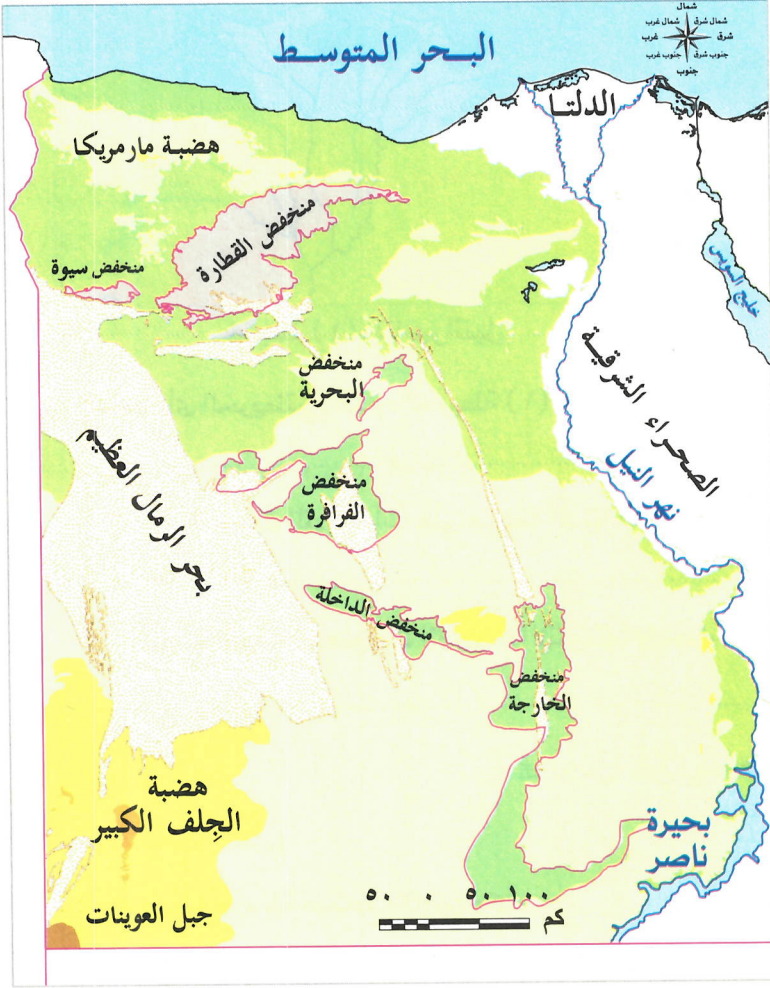 شمال
شمال غرب
شمال شرق
غرب
شرق
جنوب غرب
جنوب شرق
جنوب
البحر المتوسط
الدلتا
هضبة مارمريكا
منخفض القطارة
منخفض سيوة
خليج السويس
منخفض
البحرية
الصحراء الشرقية
نهر النيل
بحر الرمال العظيم
منخفض
الفرافرة
منخفض الداخلة
منخفض
الخارجة
هضبة
الجِلف الكبير
بحيرة
ناصر
جبل العوينات
٥٠ ٠ ٥٠ ١٠٠
كم